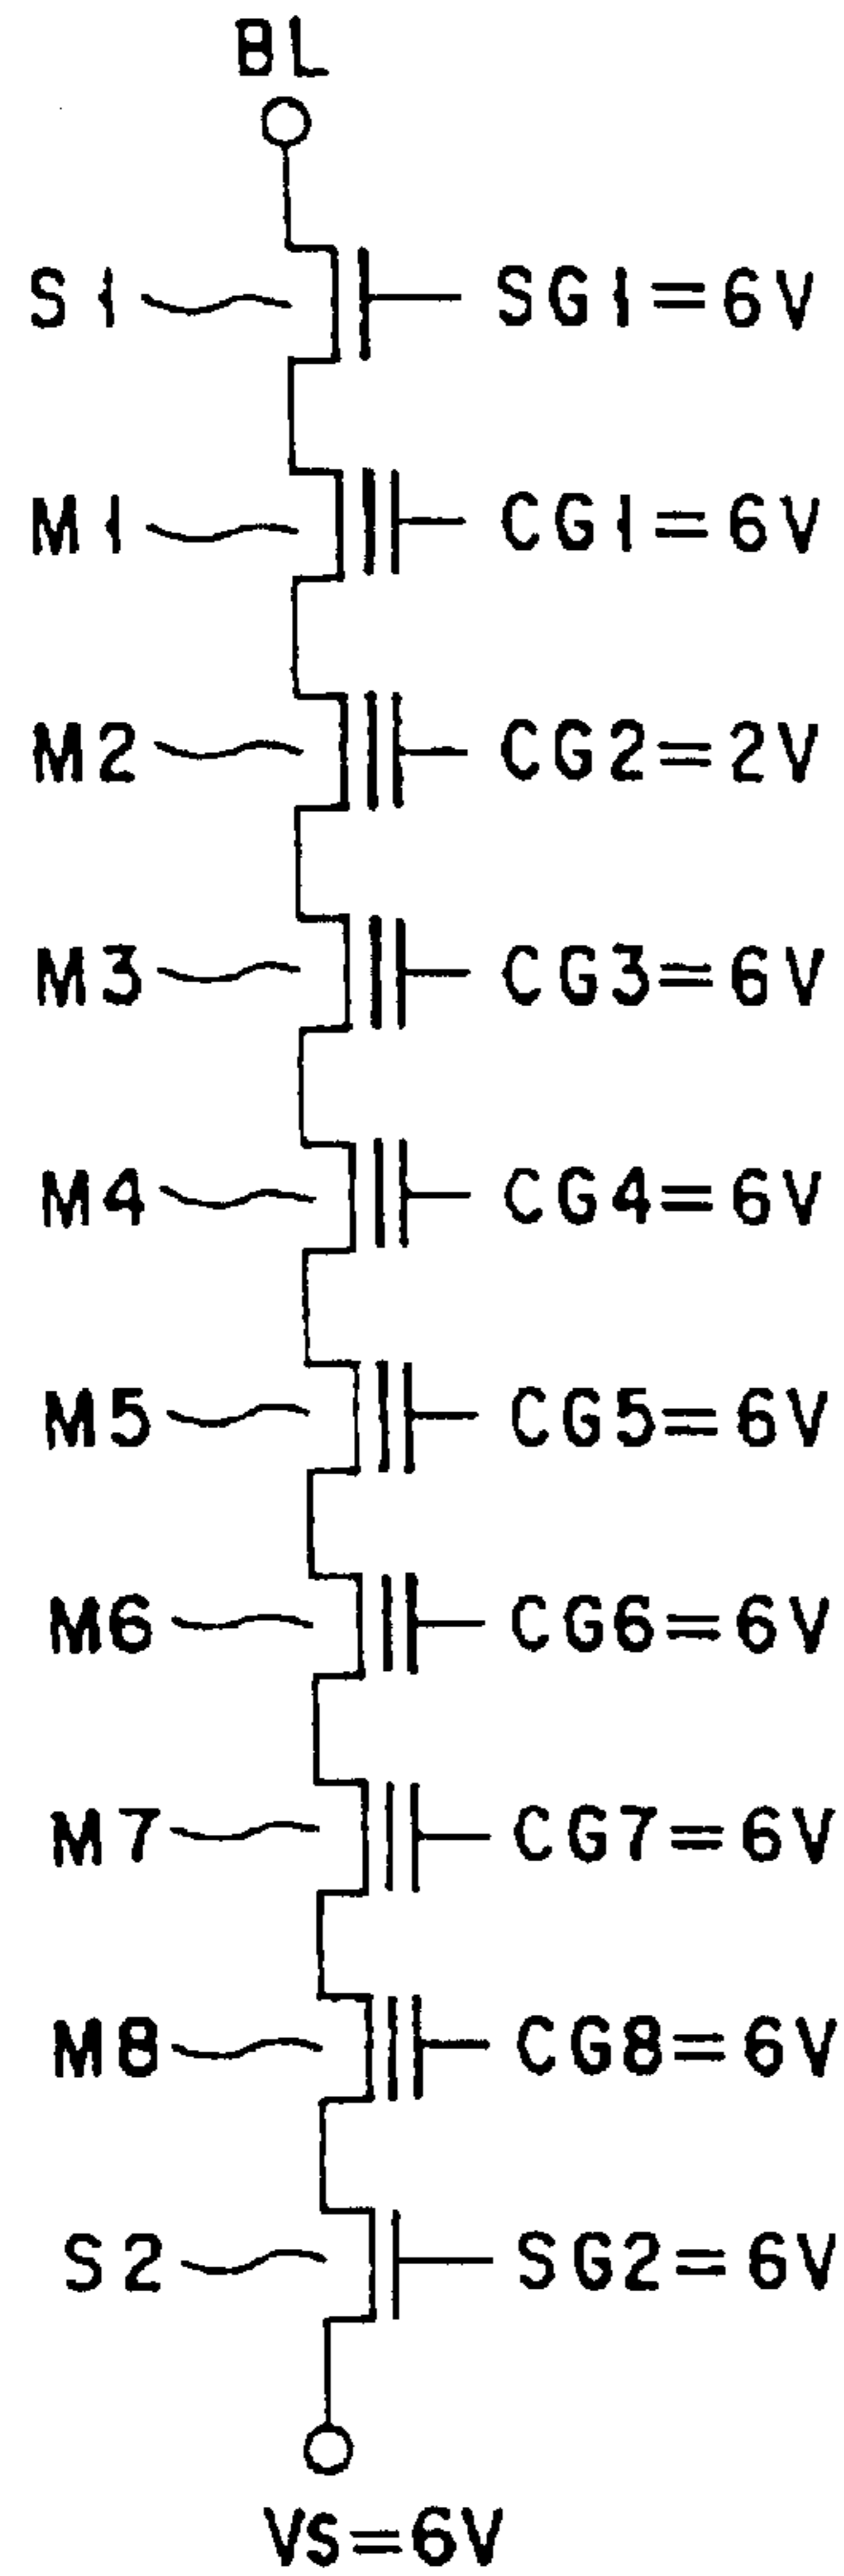 BL
S1 SG1=6V
M1 CG1=6V
M2 CG2=2V
M3 CG3=6V
M4 CG4=6V
M5 CG5=6V
M6 CG6=6V
M7 CG7=6V
M8 CG8=6V
S2 SG2=6V
VS=6V